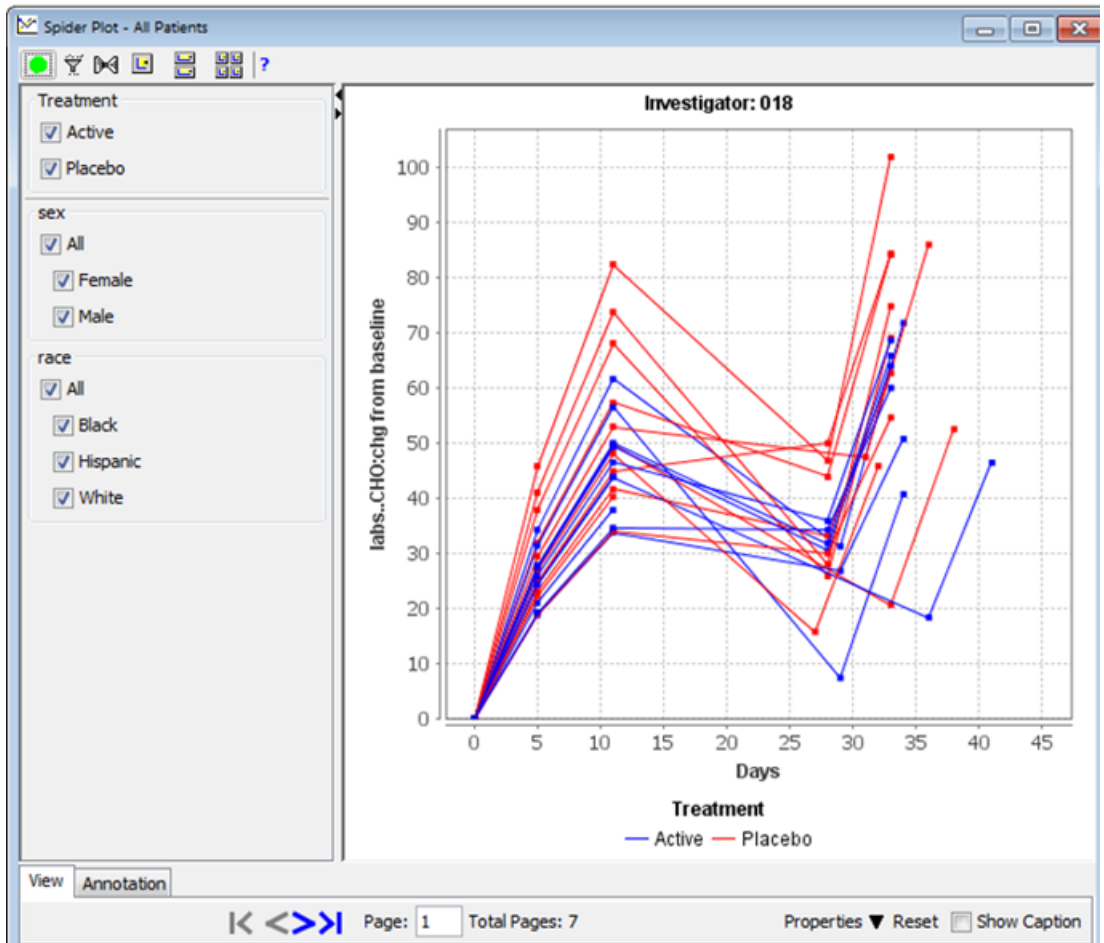 Spider Plot - All Patients
?
Treatment
Active
Placebo
sex
All
Female
Male
race
All
Black
Hispanic
White
Investigator: 018
labs..CHO:chg from baseline
100
90
80
70
60
50
40
30
20
10
0
0 5 10 15 20 25 30 35 40 45
Days
Treatment
Active Placebo
View Annotation
Page: 1 Total Pages: 7 Properties ▼ Reset Show Caption